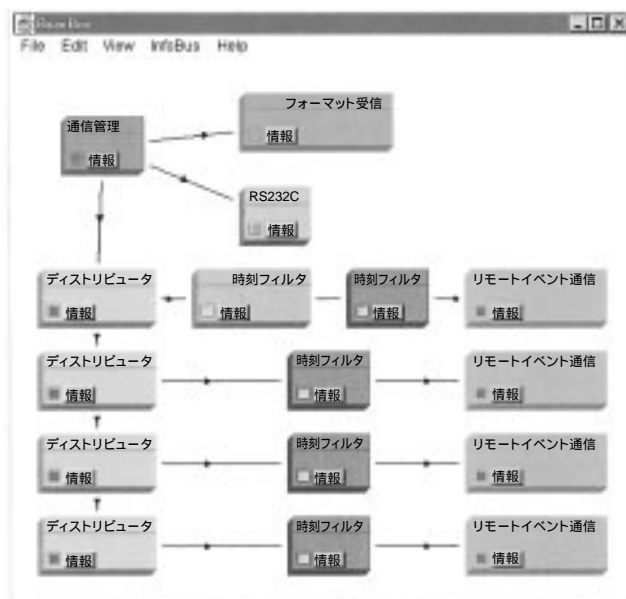 File Edit View InfoBus Help
フォーマット受信
情報
通信管理
情報
RS232C
情報
ディストリビュータ 時刻フィルタ 時刻フィルタ リモートイベント通信
情報 情報 情報 情報
ディストリビュータ 時刻フィルタ リモートイベント通信
情報 情報 情報
ディストリビュータ 時刻フィルタ リモートイベント通信
情報 情報 情報
ディストリビュータ 時刻フィルタ リモートイベント通信
情報 情報 情報